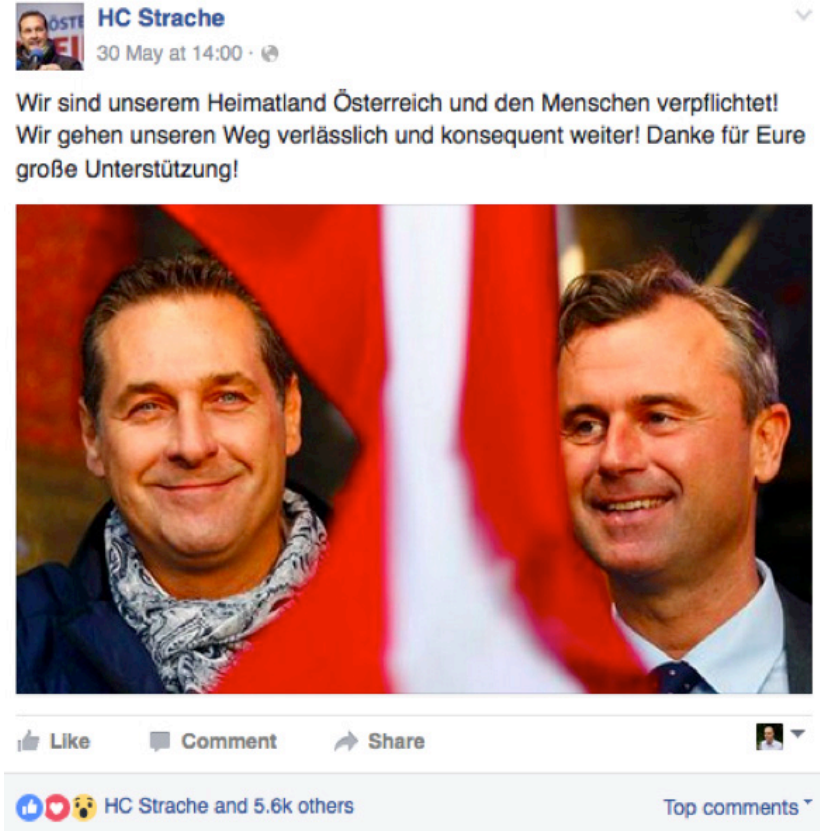 HC Strache
30 May at 14:00 ·
Wir sind unserem Heimatland Österreich und den Menschen verpflichtet!
Wir gehen unseren Weg verlässlich und konsequent weiter! Danke für Eure
große Unterstützung!
Like Comment Share
HC Strache and 5.6k others Top comments